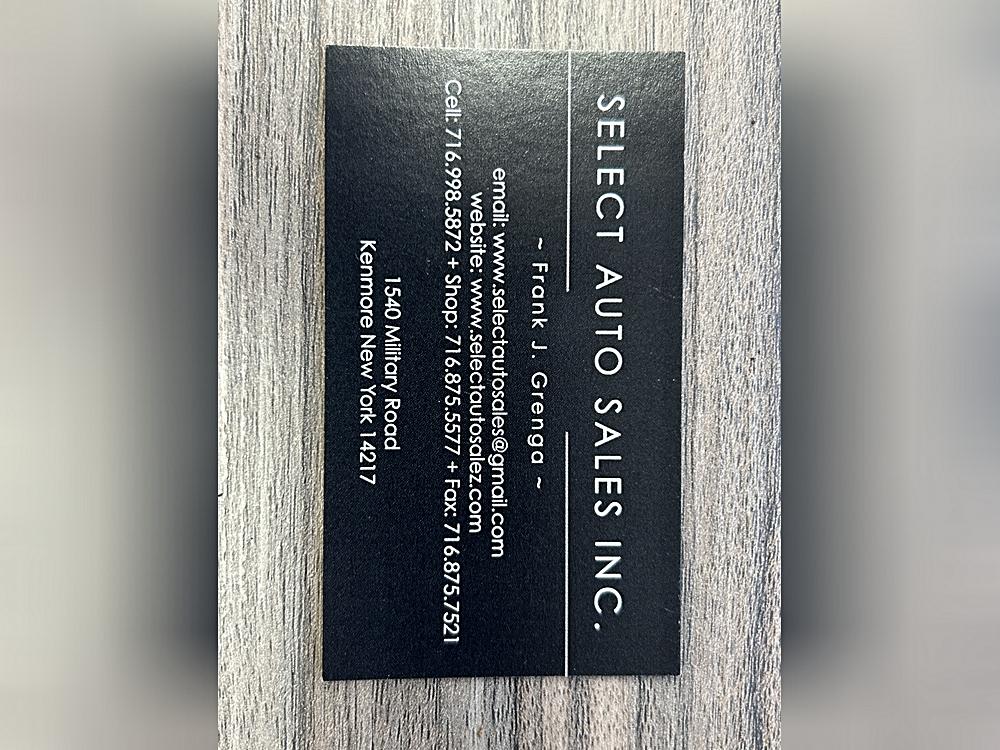 SELECT AUTO SALES INC.
~ Frank J. Grenga ~
email: www.selectautosales@gmail.com
website: www.selectautosalez.com
Cell: 716.998.5872 + Shop: 716.875.5577 + Fax: 716.875.7521
1540 Military Road
Kenmore New York 14217